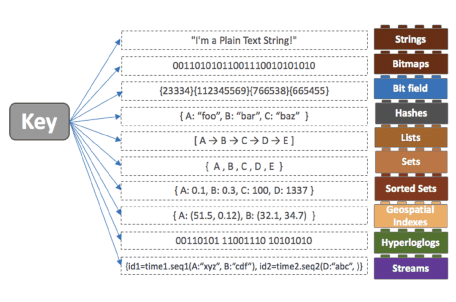 "I'm a Plain Text String!"
Strings
00110101011001110010101010
Bitmaps
{23334}{112345569}{766538}{665455}
Bit field
Key
{ A: "foo", B: "bar", C: "baz" }
Hashes
[ A → B → C → D → E ]
Lists
{ A , B , C , D , E }
Sets
{ A: 0.1, B: 0.3, C: 100, D: 1337 }
Sorted Sets
{ A: (51.5, 0.12), B: (32.1, 34.7) }
Geospatial
Indexes
00110101 11001110 10101010
Hyperloglogs
{id1=time1.seq1(A:"xyz", B:"cdf"), id2=time2.seq2(D:"abc", )}
Streams